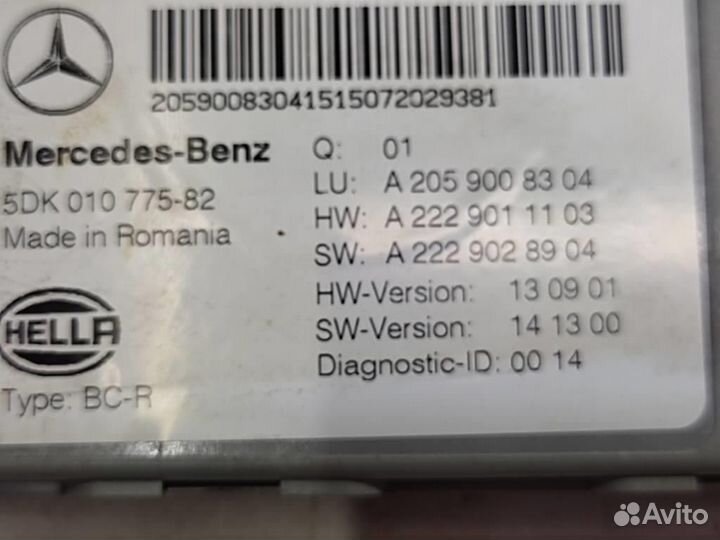 20590083041515072029381
Mercedes-Benz
5DK 010 775-82
Made in Romania
HELLA
Type: BC-R
Q: 01
LU: A 205 900 83 04
HW: A 222 901 11 03
SW: A 222 902 89 04
HW-Version: 13 09 01
SW-Version: 14 13 00
Diagnostic-ID: 00 14
Avito